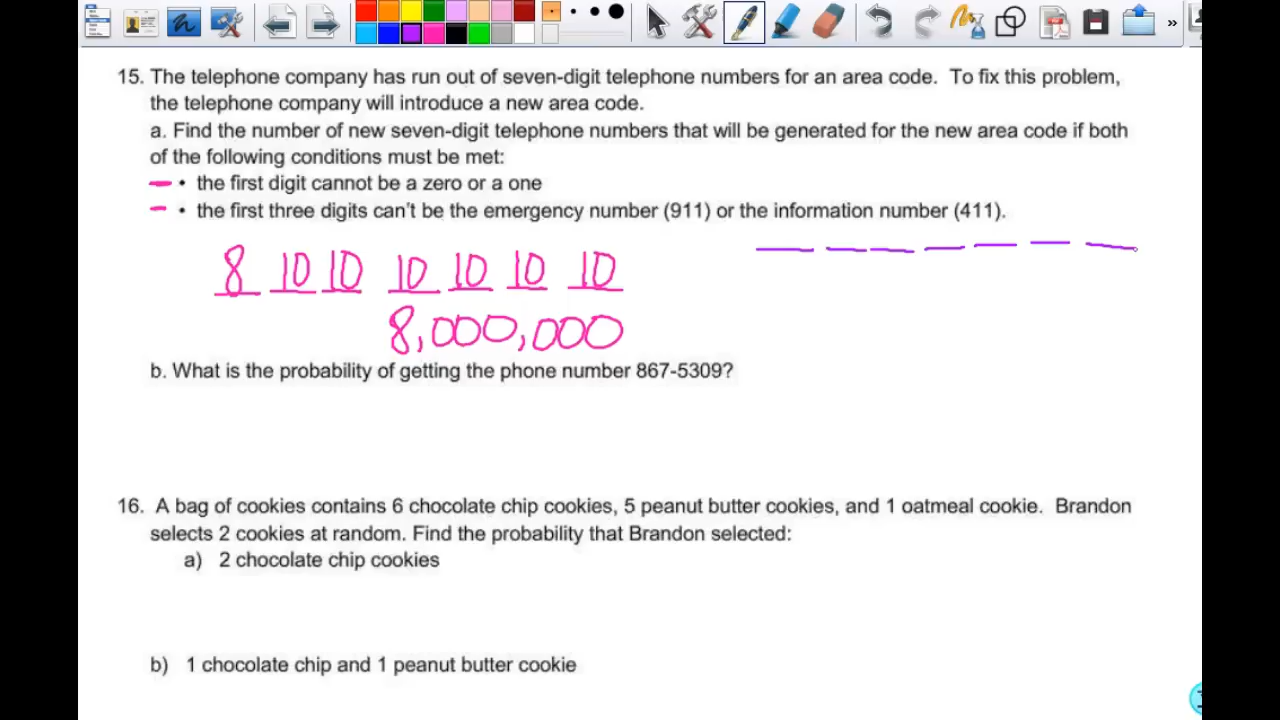 15. The telephone company has run out of seven-digit telephone numbers for an area code. To fix this problem,
the telephone company will introduce a new area code.
a. Find the number of new seven-digit telephone numbers that will be generated for the new area code if both
of the following conditions must be met:
• the first digit cannot be a zero or a one
• the first three digits can't be the emergency number (911) or the information number (411).
8 10 10 10 10 10 10
8,000,000
b. What is the probability of getting the phone number 867-5309?
16. A bag of cookies contains 6 chocolate chip cookies, 5 peanut butter cookies, and 1 oatmeal cookie. Brandon
selects 2 cookies at random. Find the probability that Brandon selected:
a) 2 chocolate chip cookies
b) 1 chocolate chip and 1 peanut butter cookie